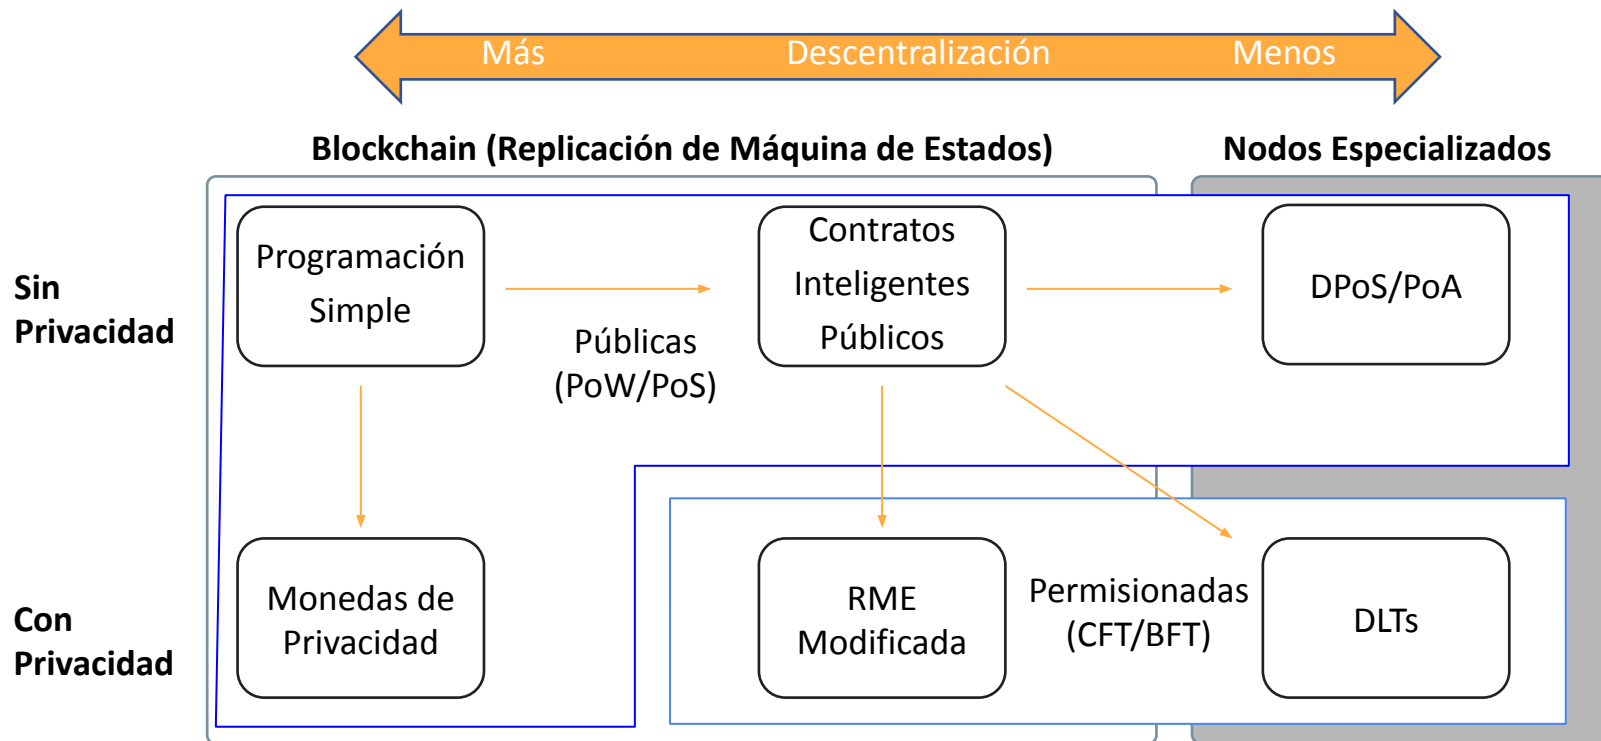 Más Descentralización Menos
Blockchain (Replicación de Máquina de Estados)
Nodos Especializados
Sin
Privacidad
Programación
Simple
Públicas
(PoW/PoS)
Contratos
Inteligentes
Públicos
DPoS/PoA
Con
Privacidad
Monedas de
Privacidad
RME
Modificada
Permisionadas
(CFT/BFT)
DLTs